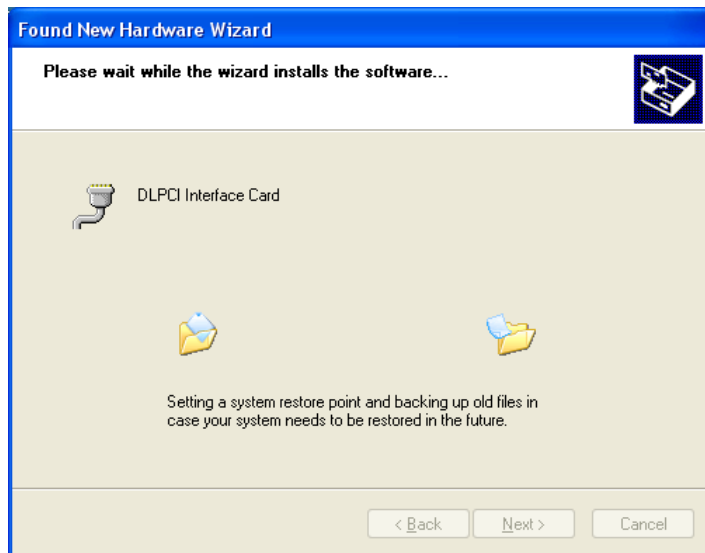 Found New Hardware Wizard
Please wait while the wizard installs the software...
DLPCI Interface Card
Setting a system restore point and backing up old files in
case your system needs to be restored in the future.
< Back
Next >
Cancel